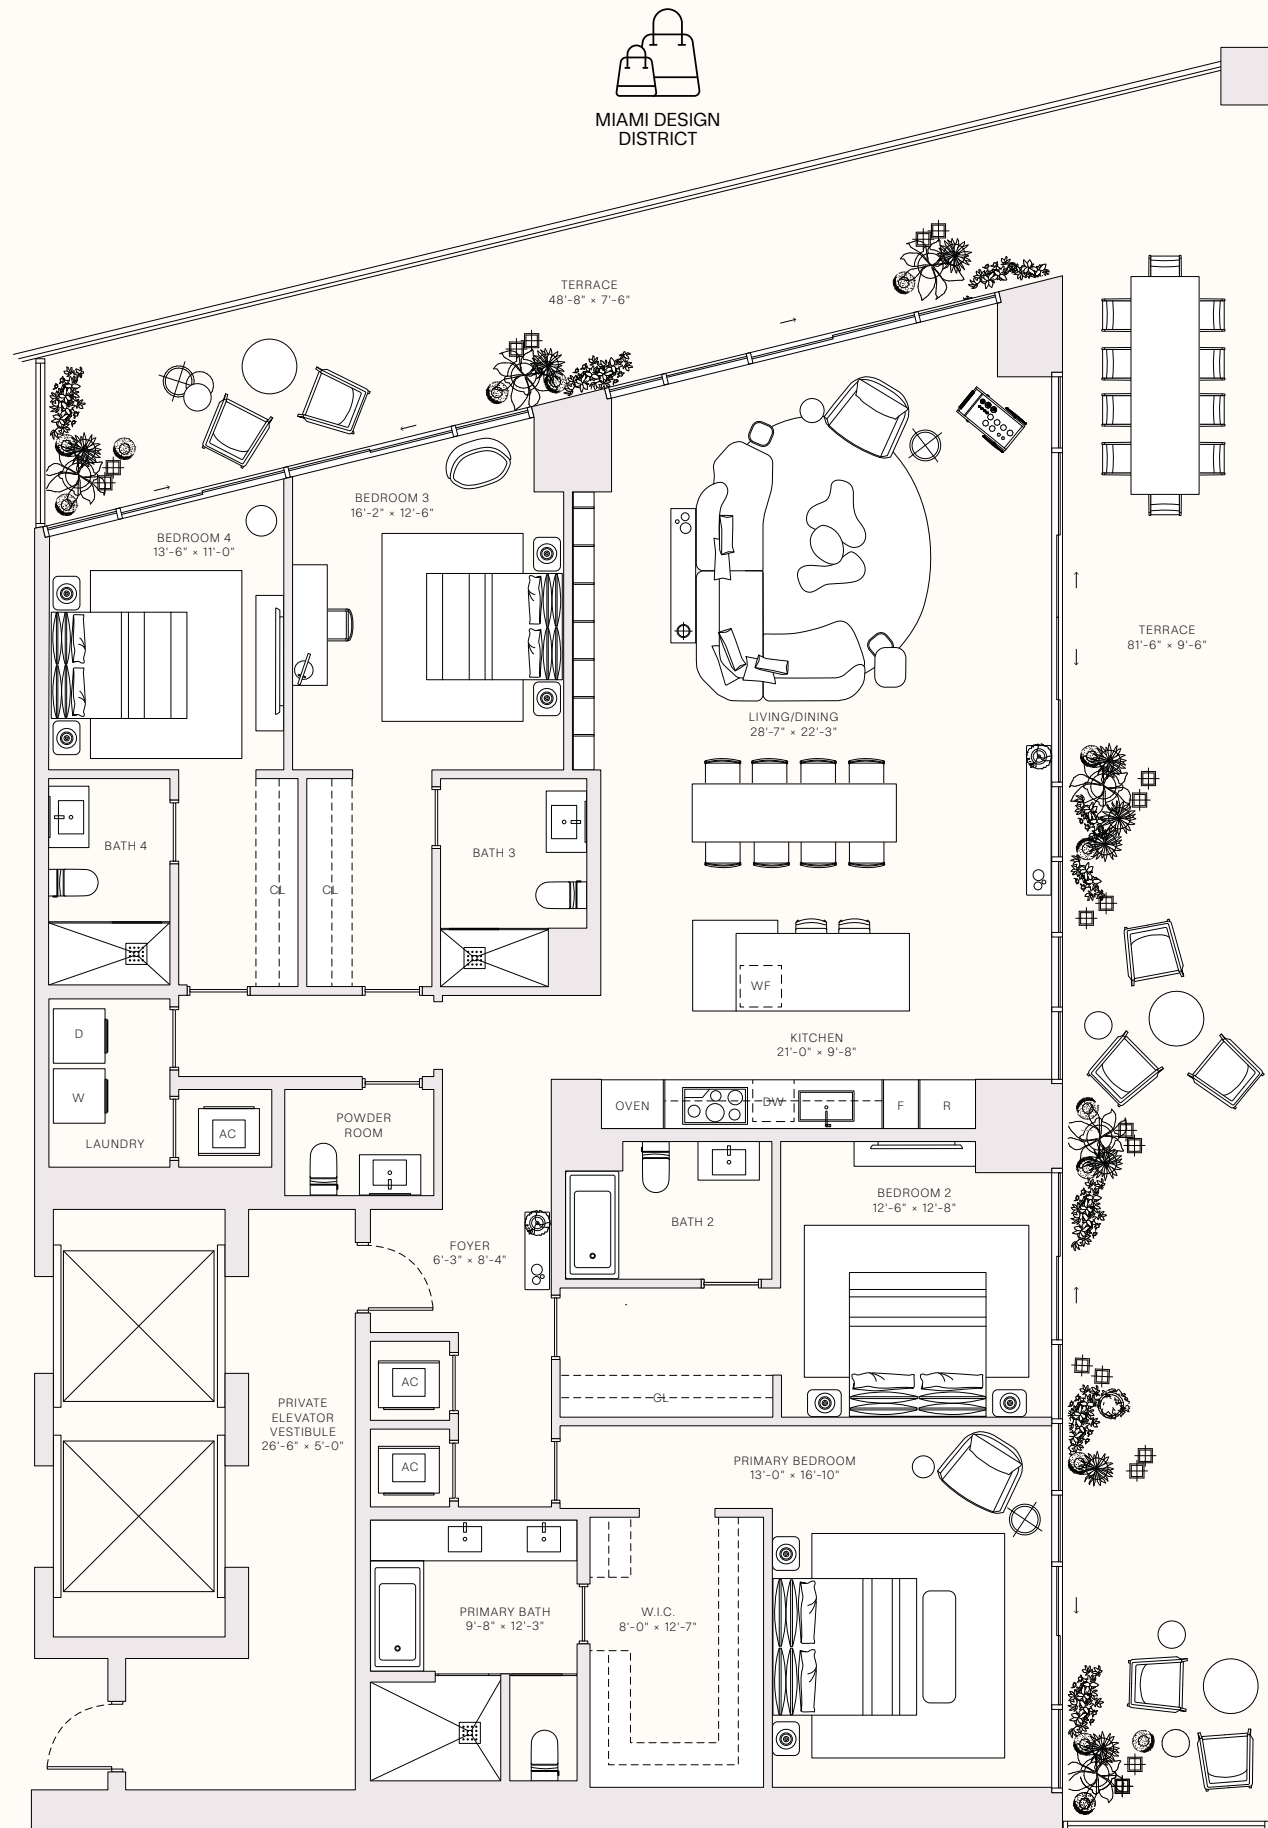 MIAMI DESIGN
DISTRICT
TERRACE
48'-8" × 7'-6"
BEDROOM 3
16'-2" × 12'-6"
BEDROOM 4
13'-6" × 11'-0"
TERRACE
81'-6" × 9'-6"
LIVING/DINING
28'-7" × 22'-3"
BATH 4
BATH 3
CL
CL
WF
D
KITCHEN
21'-0" × 9'-8"
W
OVEN
DW
F
R
LAUNDRY
AC
POWDER
ROOM
BEDROOM 2
12'-6" × 12'-8"
BATH 2
FOYER
6'-3" × 8'-4"
AC
CL
PRIVATE
ELEVATOR
VESTIBULE
26'-6" × 5'-0"
AC
PRIMARY BEDROOM
13'-0" × 16'-10"
PRIMARY BATH
9'-8" × 12'-3"
W.I.C.
8'-0" × 12'-7"